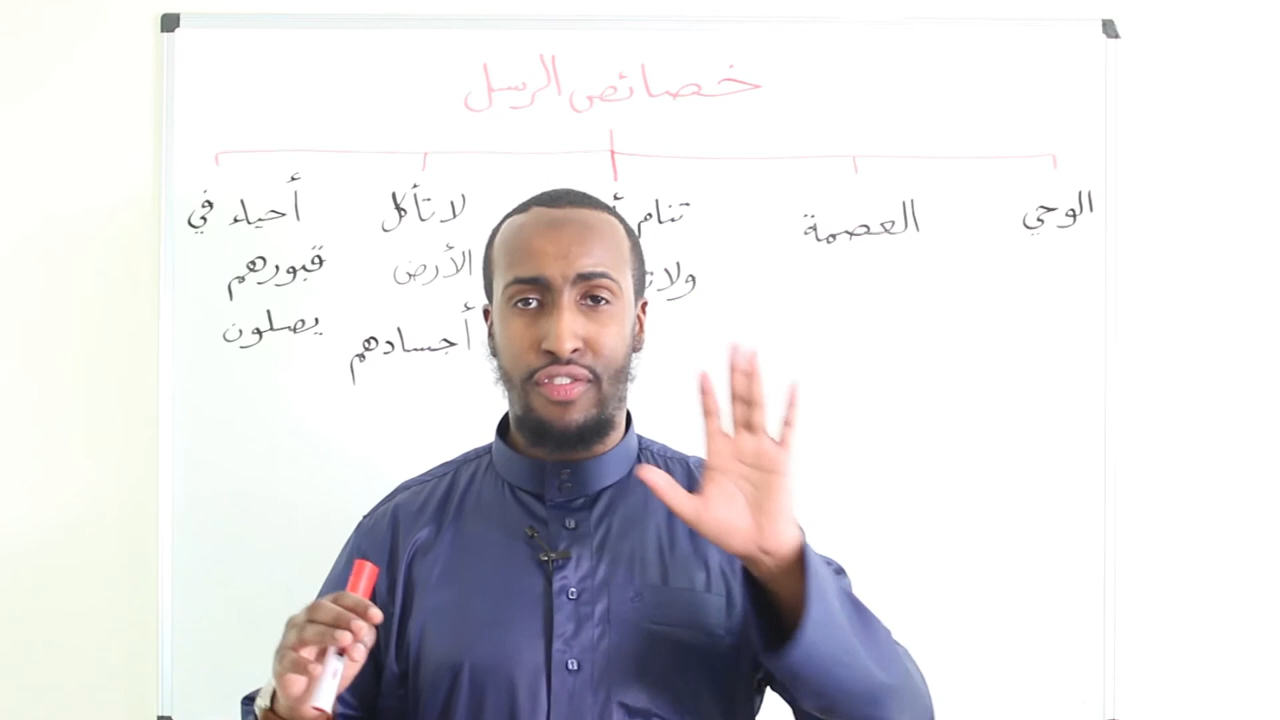 خصائص الرسل
الوحي
العصمة
تنام
لا تأكل
الأرض
أجسادهم
أحياء في
قبورهم
يصلون